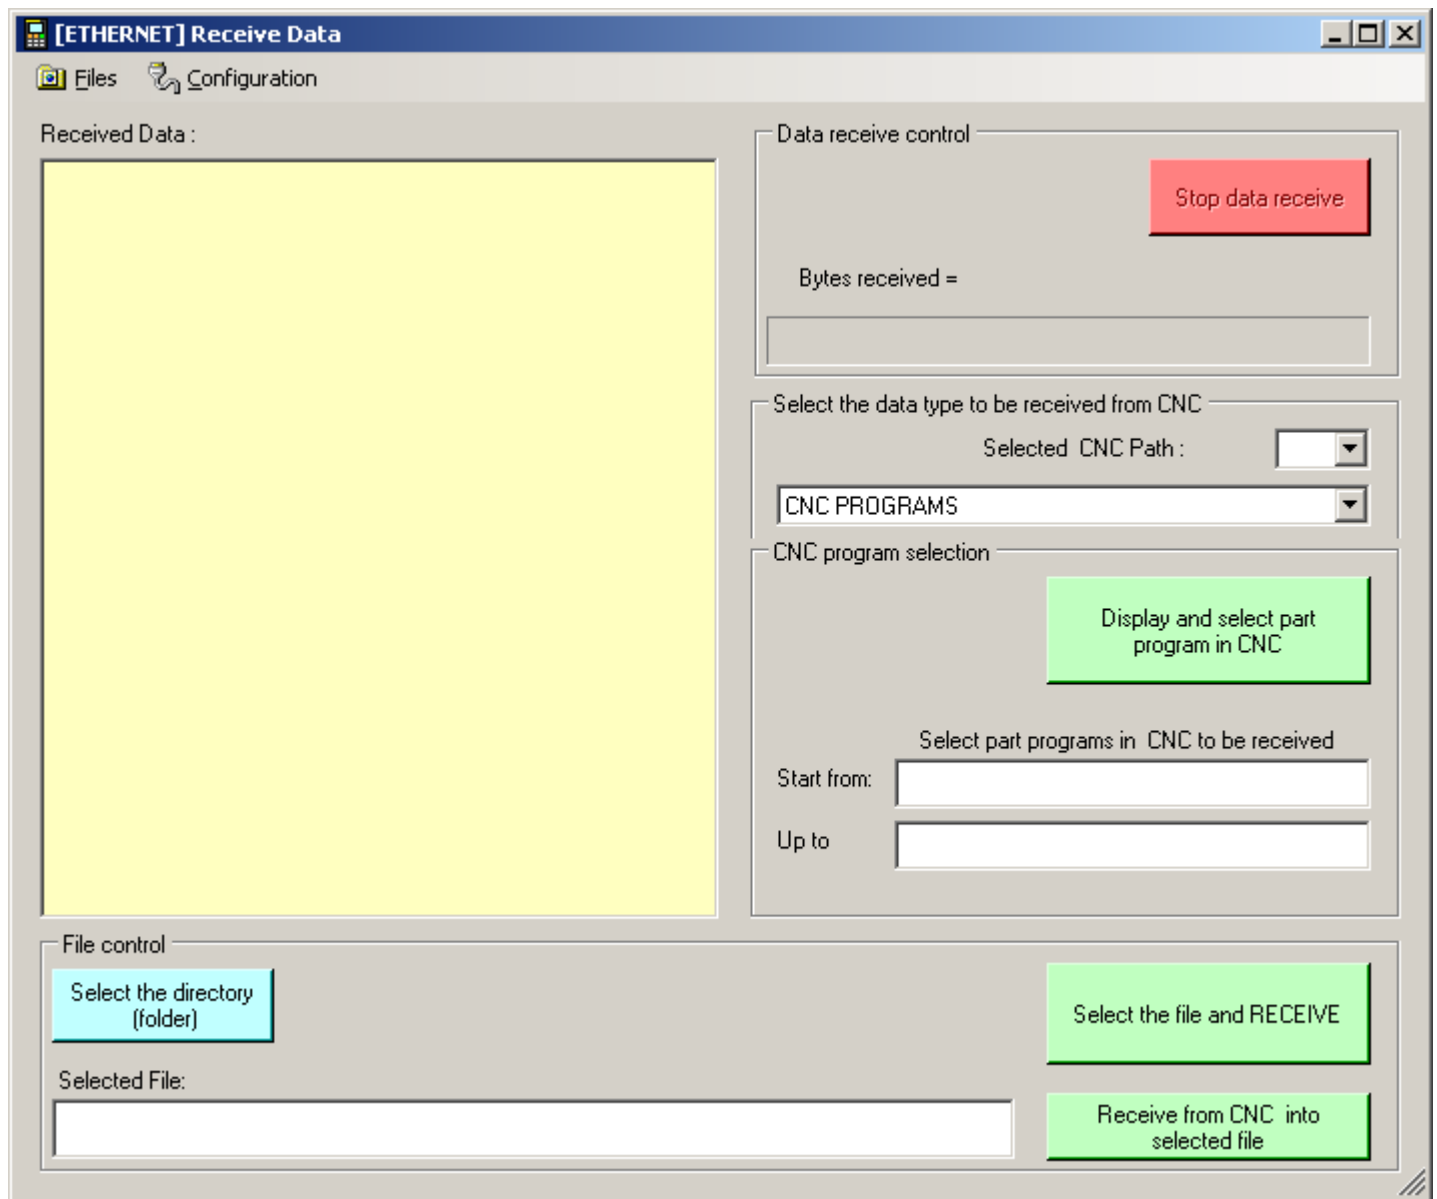 [ETHERNET] Receive Data
Files Configuration
Received Data :
Data receive control
Stop data receive
Bytes received =
Select the data type to be received from CNC
Selected CNC Path :
CNC PROGRAMS
CNC program selection
Display and select part
program in CNC
Select part programs in CNC to be received
Start from:
Up to
File control
Select the directory
(folder)
Select the file and RECEIVE
Selected File:
Receive from CNC into
selected file